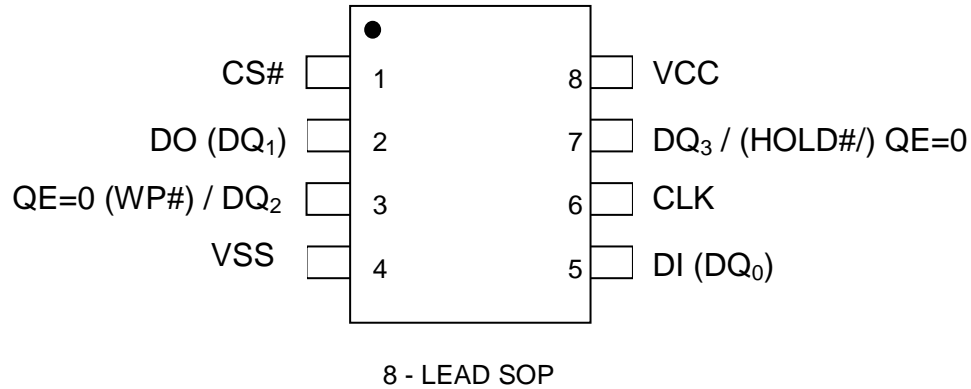 CS# 1 8 VCC
DO (DQ₁) 2 7 DQ₃ / (HOLD#/) QE=0
QE=0 (WP#) / DQ₂ 3 6 CLK
VSS 4 5 DI (DQ₀)
8 - LEAD SOP